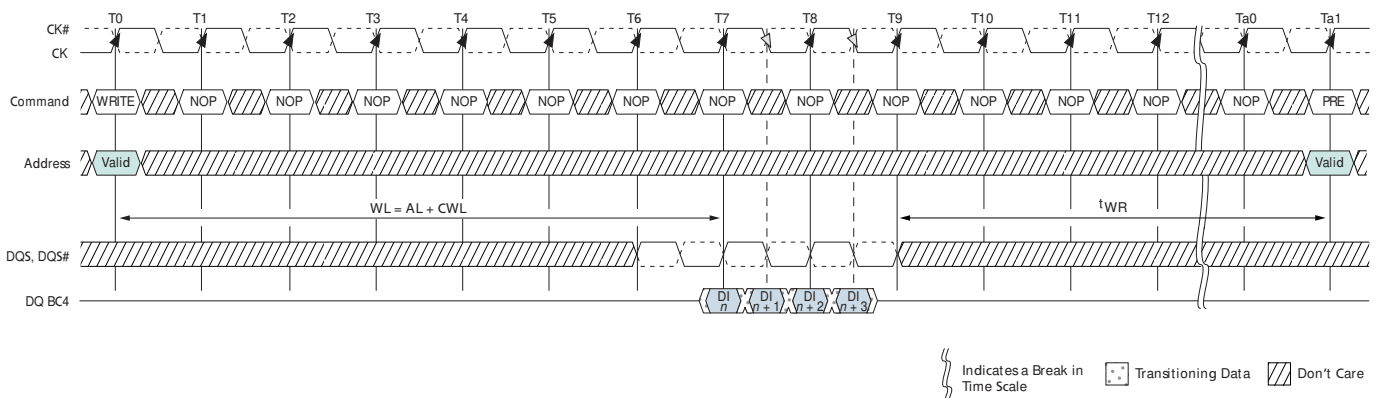 T0 T1 T2 T3 T4 T5 T6 T7 T8 T9 T10 T11 T12 Ta0 Ta1
CK#
CK
Command WRITE NOP NOP NOP NOP NOP NOP NOP NOP NOP NOP NOP NOP NOP PRE
Address Valid Valid
WL = AL + CWL tWR
DQS, DQS#
DQ BC4 DI n DI n + 1 DI n + 2 DI n + 3
Indicates a Break in
Time Scale
Transitioning Data
Don't Care